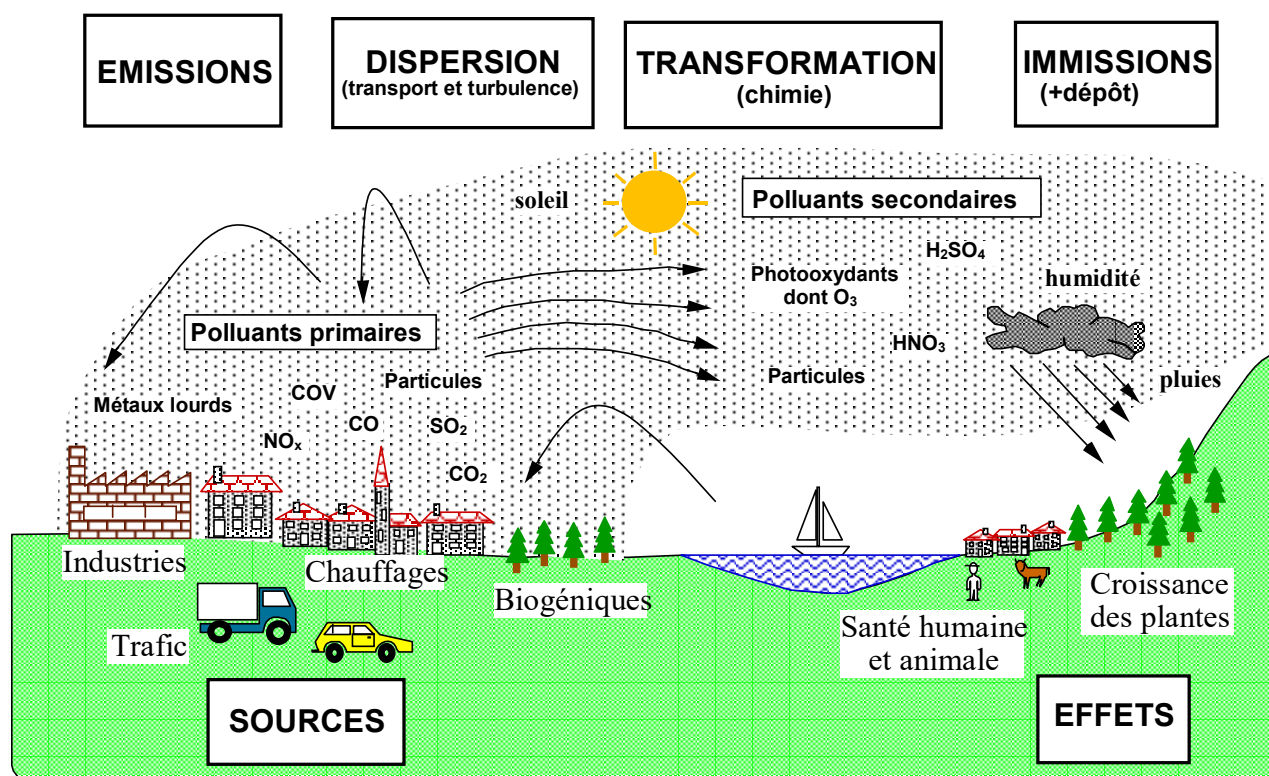 EMISSIONS
DISPERSION
(transport et turbulence)
TRANSFORMATION
(chimie)
IMMISSIONS
(+dépôt)
soleil
Polluants secondaires
H₂SO₄
Photooxydants
dont O₃
humidité
Polluants primaires
HNO₃
Particules
Particules
pluies
COV
Métaux lourds
CO
SO₂
NOₓ
CO₂
Industries
Chauffages
Biogéniques
Trafic
Santé humaine
et animale
Croissance
des plantes
SOURCES
EFFETS